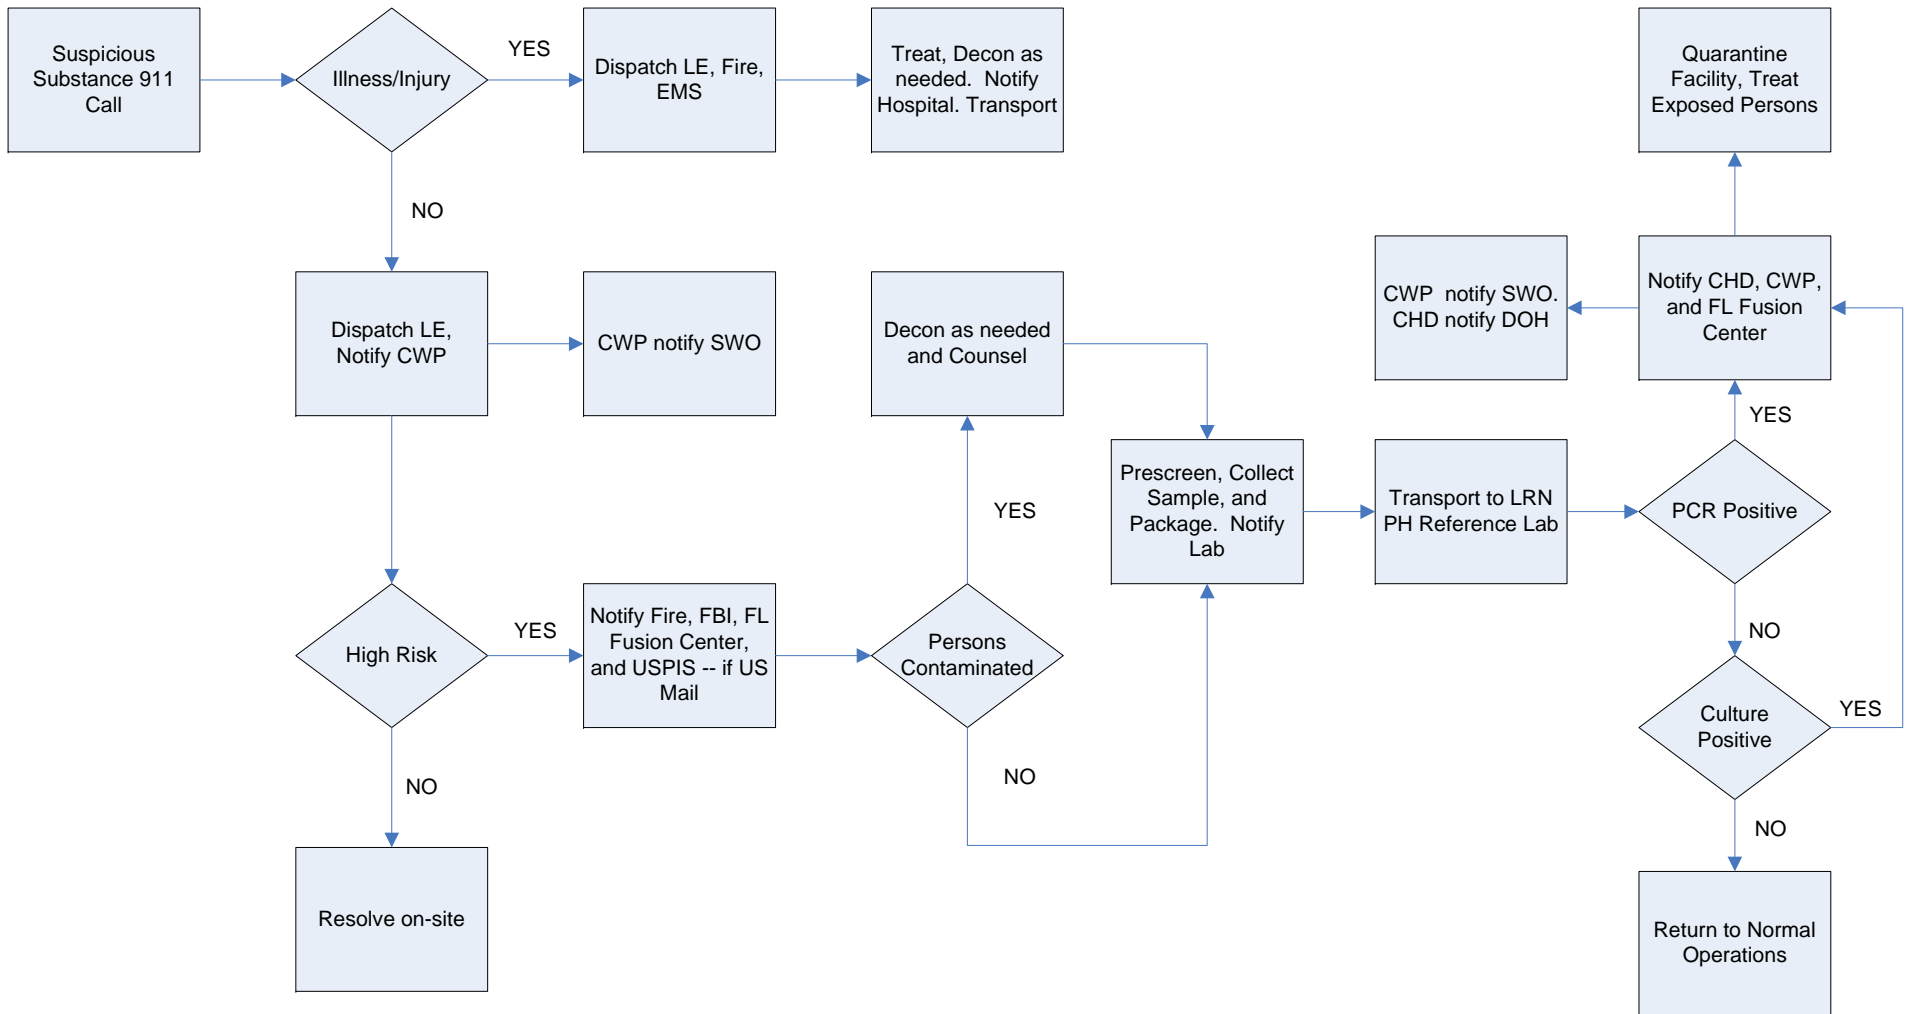 Suspicious
Substance 911
Call
Illness/Injury
YES
Dispatch LE, Fire,
EMS
Treat, Decon as
needed.  Notify
Hospital. Transport
NO
Dispatch LE,
Notify CWP
CWP notify SWO
High Risk
YES
Notify Fire, FBI, FL
Fusion Center,
and USPIS -- if US
Mail
NO
Resolve on-site
Persons
Contaminated
YES
Decon as needed
and Counsel
NO
Prescreen, Collect
Sample, and
Package.  Notify
Lab
Transport to LRN
PH Reference Lab
PCR Positive
YES
Notify CHD, CWP,
and FL Fusion
Center
CWP  notify SWO.
CHD notify DOH
Quarantine
Facility, Treat
Exposed Persons
NO
Culture
Positive
YES
NO
Return to Normal
Operations